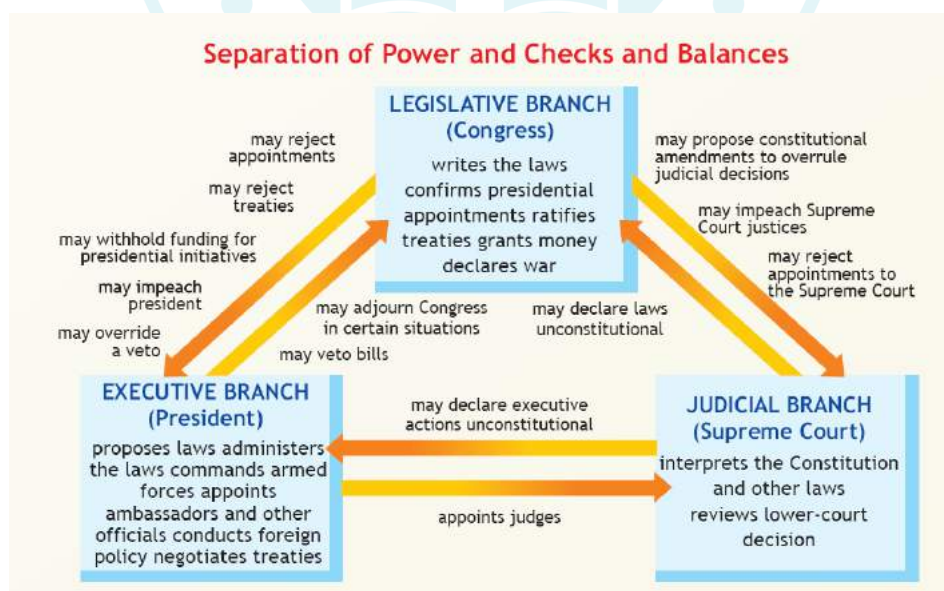 Separation of Power and Checks and Balances
LEGISLATIVE BRANCH
(Congress)
writes the laws
confirms presidential
appointments ratifies
treaties grants money
declares war
may reject
appointments
may reject
treaties
may withhold funding for
presidential initiatives
may impeach
president
may override
a veto
may adjourn Congress
in certain situations
may veto bills
may declare laws
unconstitutional
may propose constitutional
amendments to overrule
judicial decisions
may impeach Supreme
Court justices
may reject
appointments to
the Supreme Court
EXECUTIVE BRANCH
(President)
proposes laws administers
the laws commands armed
forces appoints
ambassadors and other
officials conducts foreign
policy negotiates treaties
may declare executive
actions unconstitutional
appoints judges
JUDICIAL BRANCH
(Supreme Court)
interprets the Constitution
and other laws
reviews lower-court
decision